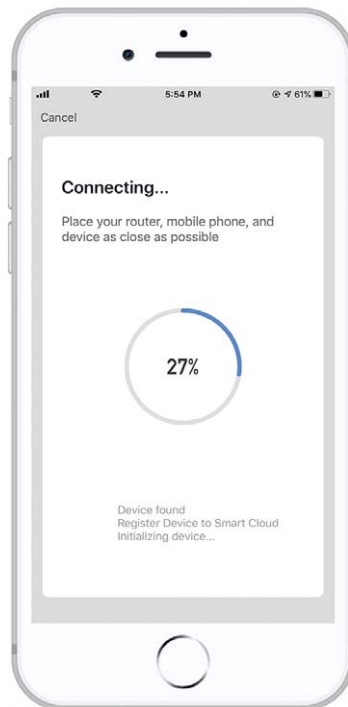 5:54 PM
61%
Cancel
Connecting...
Place your router, mobile phone, and
device as close as possible
27%
Device found
Register Device to Smart Cloud
Initializing device...